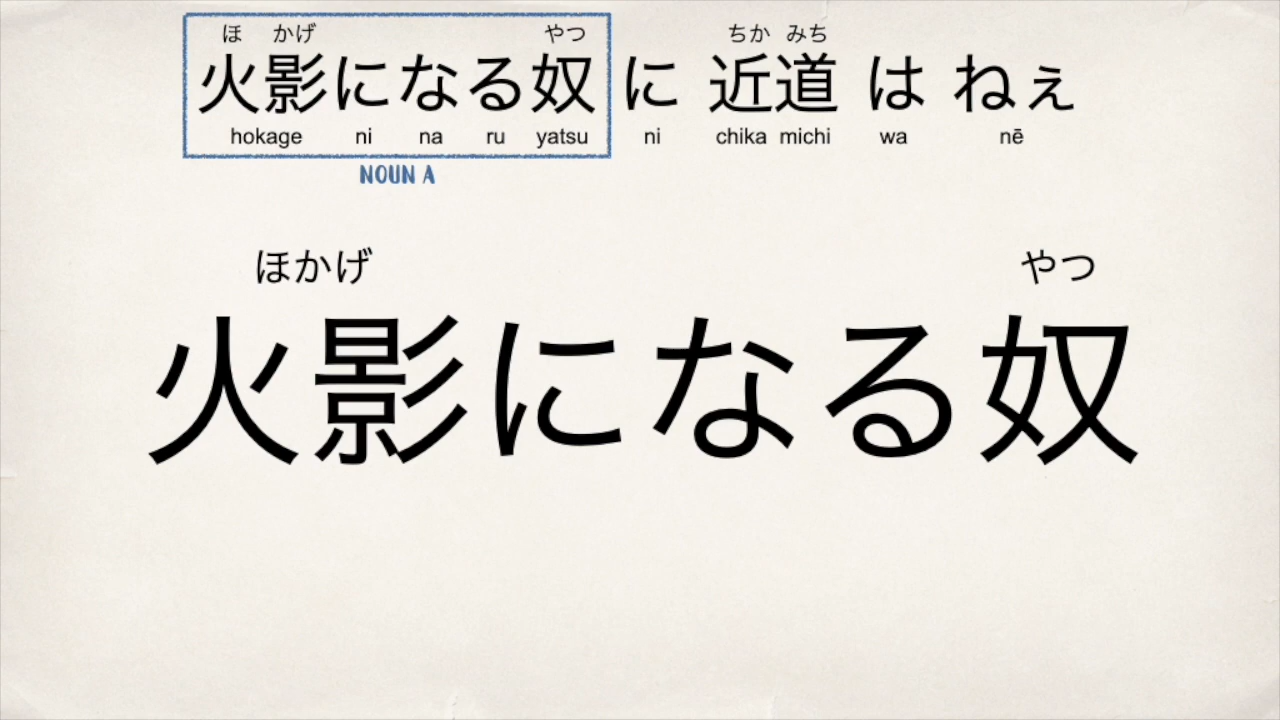 ほ かげ やつ ちか みち
火影になる奴 に 近道 は ねぇ
hokage ni na ru yatsu ni chika michi wa nē
NOUN A
ほかげ やつ
火影になる奴